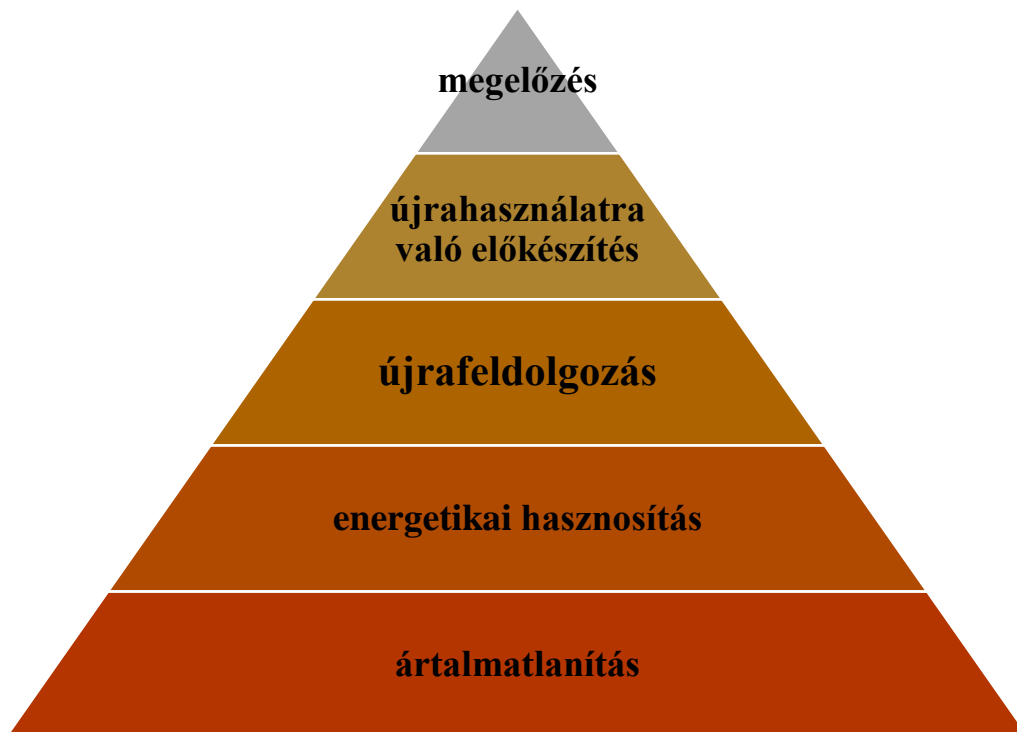 megelőzés
újrahasználatra
való előkészítés
újrafeldolgozás
energetikai hasznosítás
ártalmatlanítás